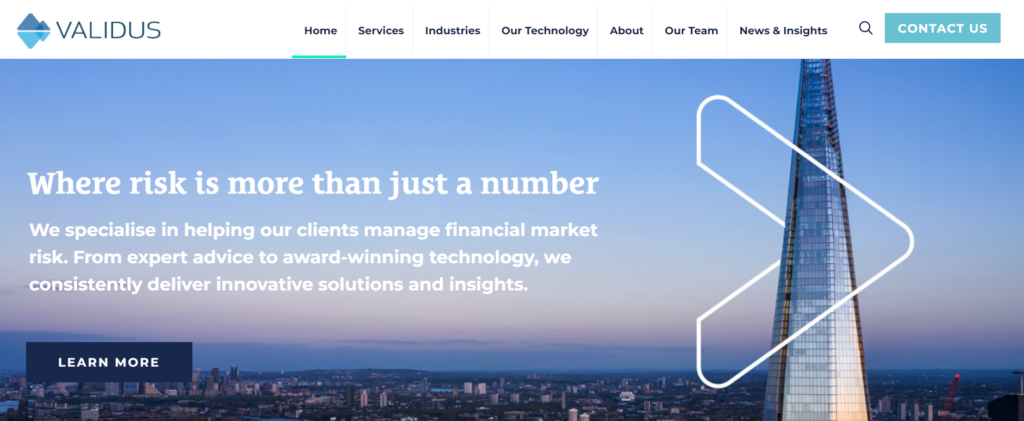 VALIDUS
Home
Services
Industries
Our Technology
About
Our Team
News & Insights
CONTACT US
Where risk is more than just a number
We specialise in helping our clients manage financial market
risk. From expert advice to award-winning technology, we
consistently deliver innovative solutions and insights.
LEARN MORE